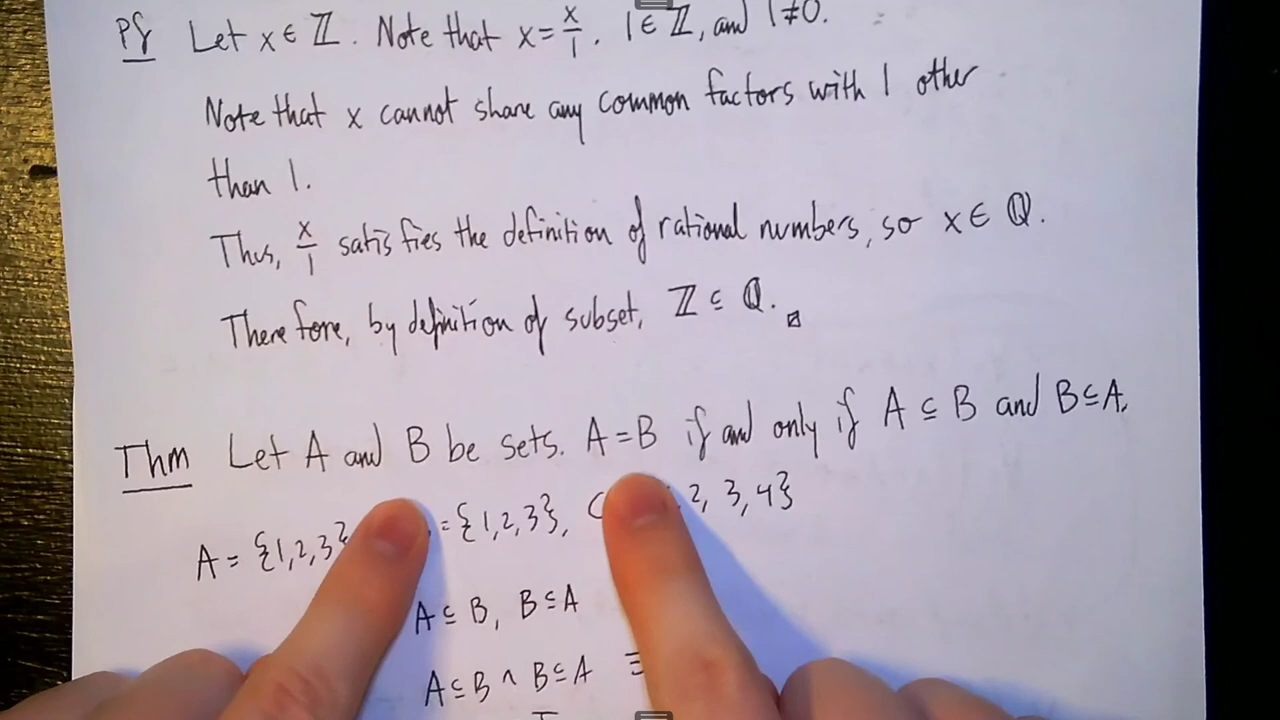 Pf Let x ∈ ℤ. Note that x = x/1. 1 ∈ ℤ, and 1 ≠ 0.
Note that x cannot share any common factors with 1 other
than 1.
Thus, x/1 satisfies the definition of rational numbers, so x ∈ ℚ.
Therefore, by definition of subset, ℤ ⊆ ℚ.
Thm Let A and B be sets. A = B if and only if A ⊆ B and B ⊆ A.
A = {1,2,3} = {1,2,3}, 2, 3, 4}
A ⊆ B, B ⊆ A
A ⊆ B ∧ B ⊆ A